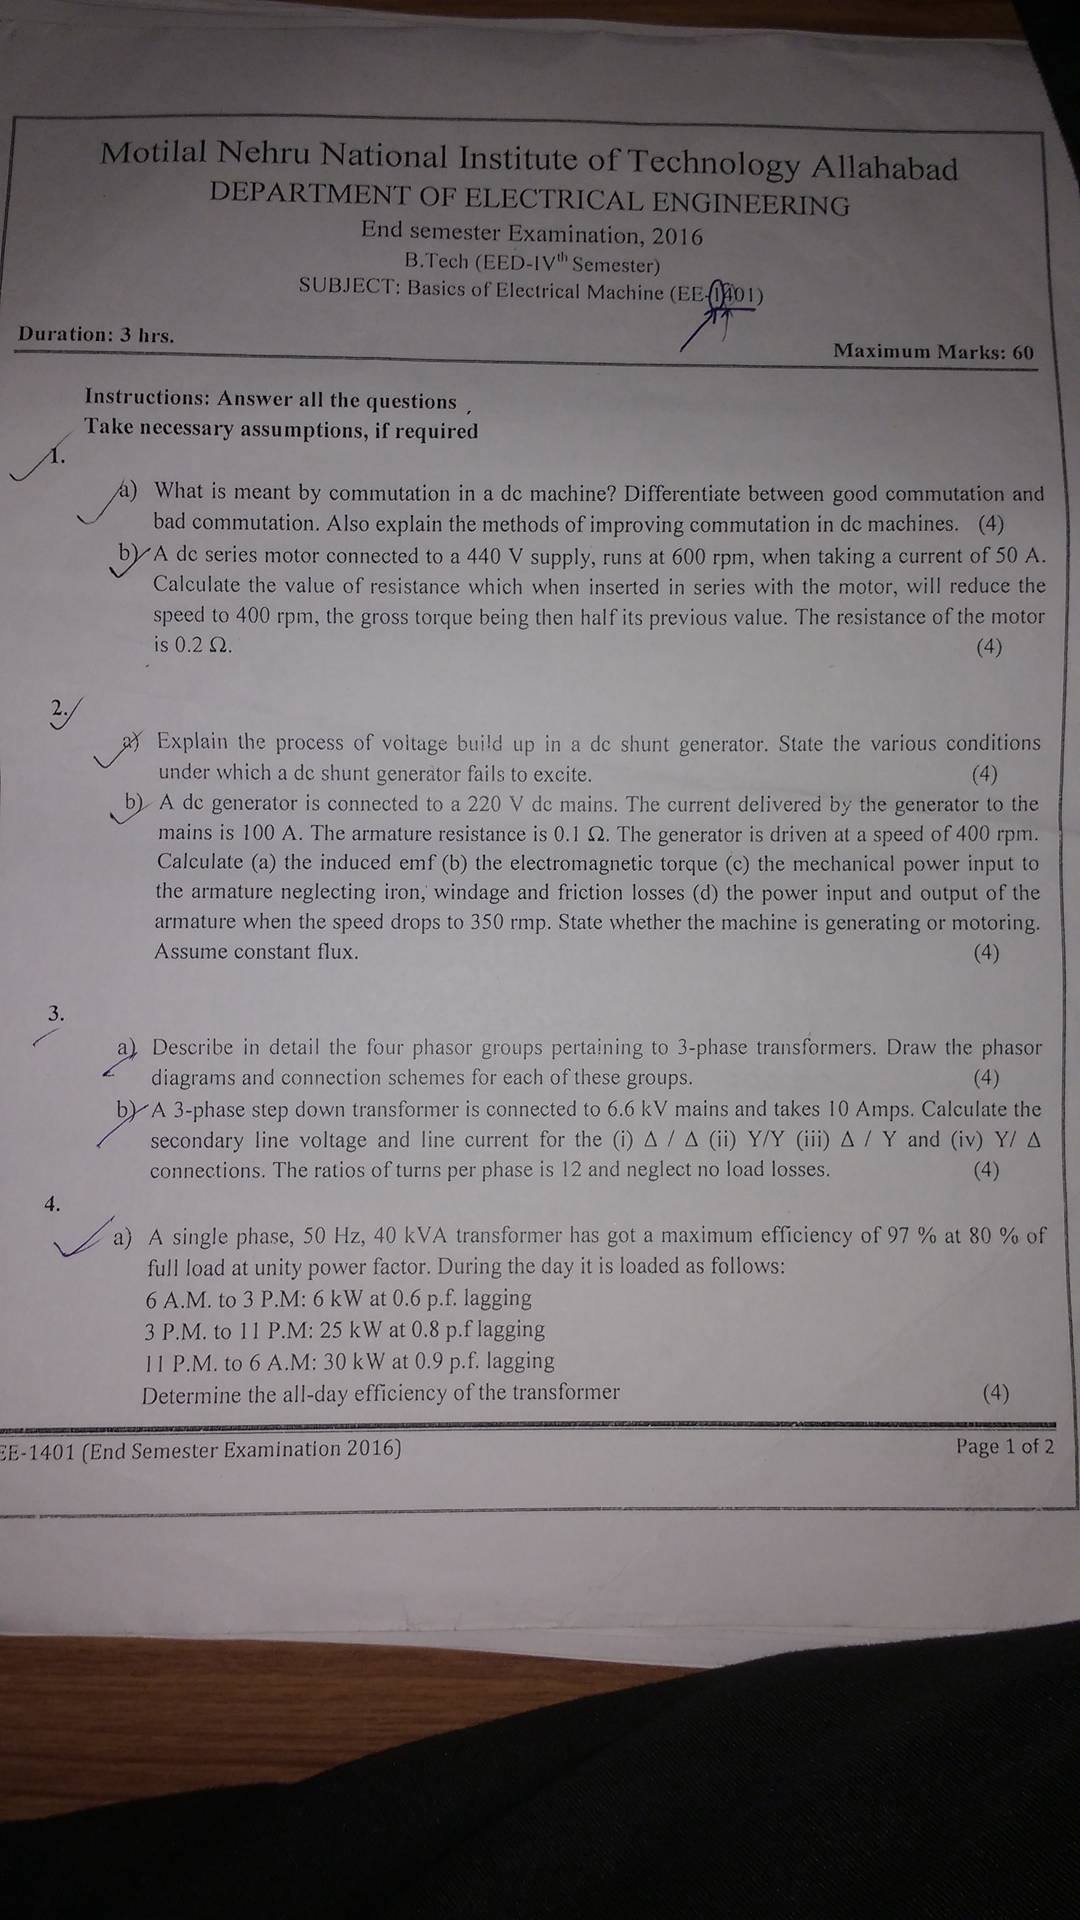 Motilal Nehru National Institute of Technology Allahabad
DEPARTMENT OF ELECTRICAL ENGINEERING
End semester Examination, 2016
B.Tech (EED-IVth Semester)
SUBJECT: Basics of Electrical Machine (EE-1401)
Duration: 3 hrs.
Maximum Marks: 60
Instructions: Answer all the questions
Take necessary assumptions, if required
1.
a) What is meant by commutation in a dc machine? Differentiate between good commutation and
bad commutation. Also explain the methods of improving commutation in dc machines. (4)
b) A dc series motor connected to a 440 V supply, runs at 600 rpm, when taking a current of 50 A.
Calculate the value of resistance which when inserted in series with the motor, will reduce the
speed to 400 rpm, the gross torque being then half its previous value. The resistance of the motor
is 0.2 Ω. (4)
2.
a) Explain the process of voltage build up in a dc shunt generator. State the various conditions
under which a dc shunt generator fails to excite. (4)
b) A dc generator is connected to a 220 V dc mains. The current delivered by the generator to the
mains is 100 A. The armature resistance is 0.1 Ω. The generator is driven at a speed of 400 rpm.
Calculate (a) the induced emf (b) the electromagnetic torque (c) the mechanical power input to
the armature neglecting iron, windage and friction losses (d) the power input and output of the
armature when the speed drops to 350 rmp. State whether the machine is generating or motoring.
Assume constant flux. (4)
3.
a) Describe in detail the four phasor groups pertaining to 3-phase transformers. Draw the phasor
diagrams and connection schemes for each of these groups. (4)
b) A 3-phase step down transformer is connected to 6.6 kV mains and takes 10 Amps. Calculate the
secondary line voltage and line current for the (i) Δ / Δ (ii) Y/Y (iii) Δ / Y and (iv) Y/ Δ
connections. The ratios of turns per phase is 12 and neglect no load losses. (4)
4.
a) A single phase, 50 Hz, 40 kVA transformer has got a maximum efficiency of 97 % at 80 % of
full load at unity power factor. During the day it is loaded as follows:
6 A.M. to 3 P.M: 6 kW at 0.6 p.f. lagging
3 P.M. to 11 P.M: 25 kW at 0.8 p.f lagging
11 P.M. to 6 A.M: 30 kW at 0.9 p.f. lagging
Determine the all-day efficiency of the transformer (4)
EE-1401 (End Semester Examination 2016)
Page 1 of 2